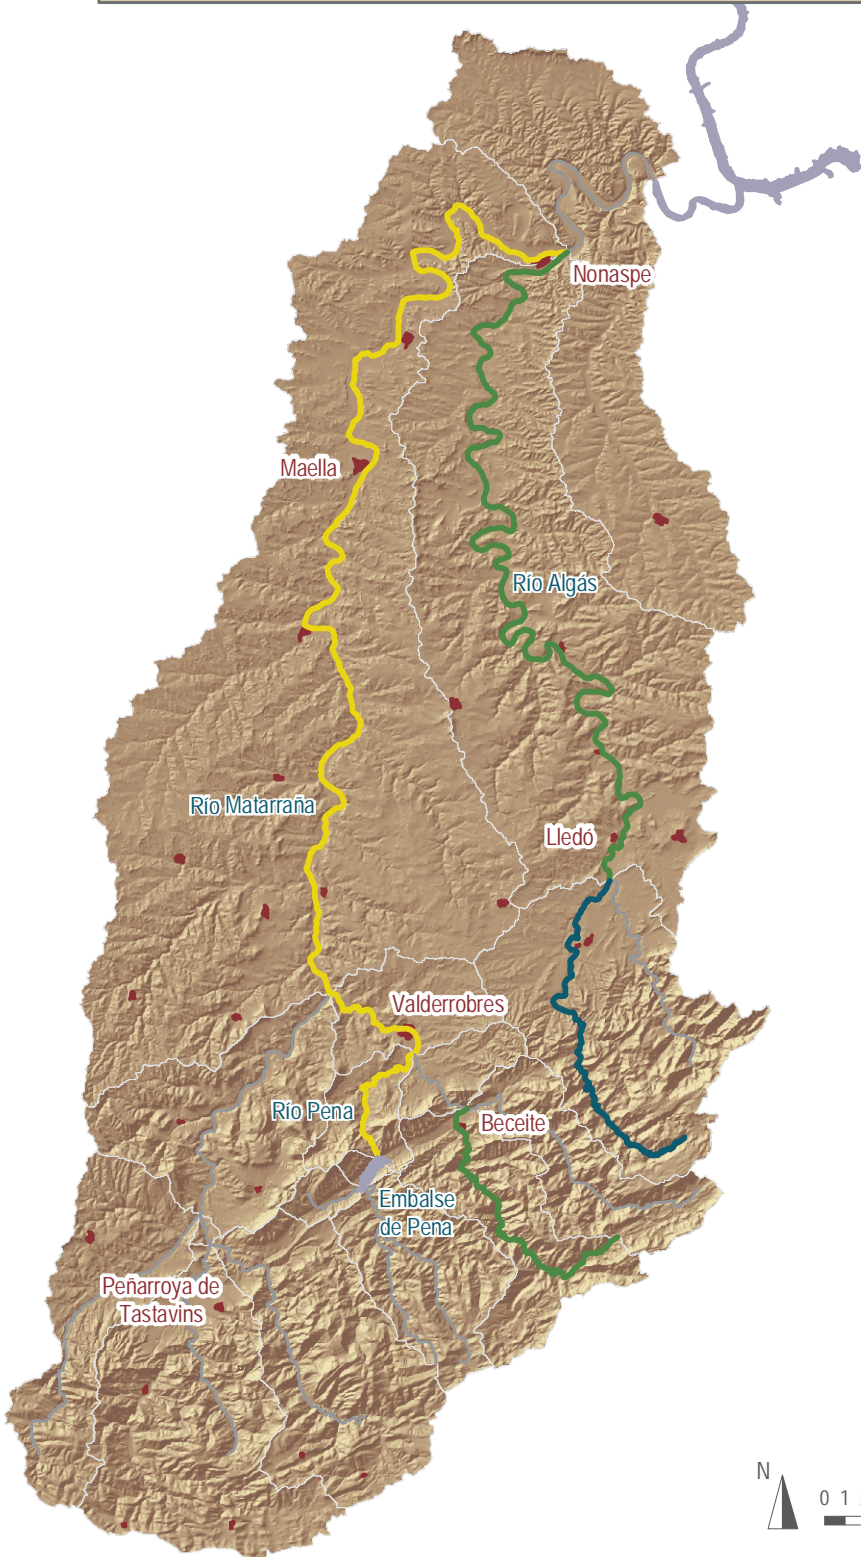 Nonaspe
Maella
Río Algás
Río Matarraña
Lledó
Valderrobres
Río Pena
Beceite
Embalse
de Pena
Peñarroya de
Tastavins
N
0 1